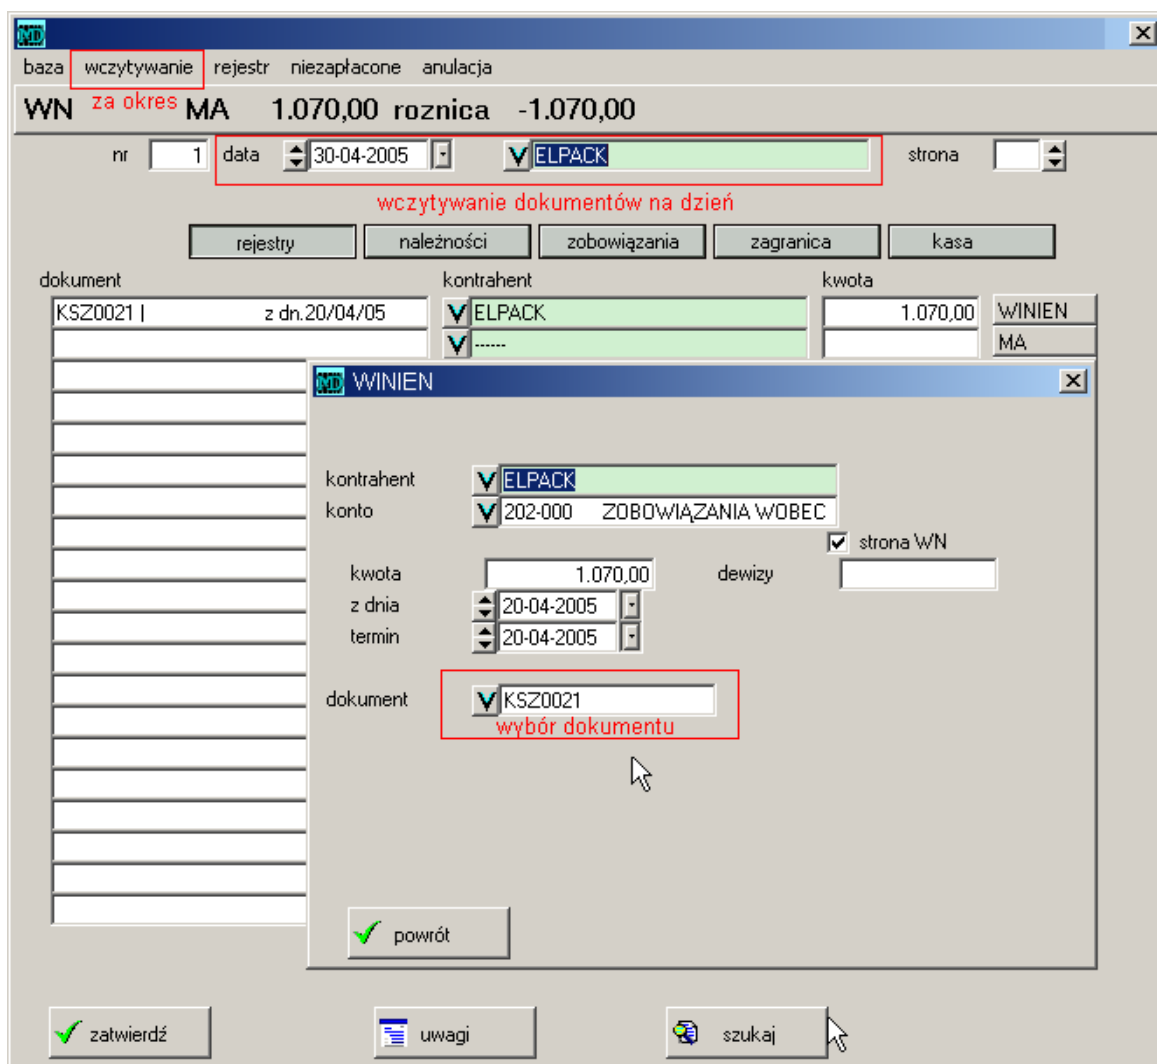 MD
baza wczytywanie rejestr niezapłacone anulacja
WN za okres MA 1.070,00 roznica -1.070,00
nr 1 data 30-04-2005 V ELPACK strona
wczytywanie dokumentów na dzień
rejestry należności zobowiązania zagranica kasa
dokument kontrahent kwota
KSZ0021 | z dn.20/04/05 V ELPACK 1.070,00 WINIEN
V ------ MA
MD WINIEN
kontrahent V ELPACK
konto V 202-000 ZOBOWIĄZANIA WOBEC
strona WN
kwota 1.070,00 dewizy
z dnia 20-04-2005
termin 20-04-2005
dokument V KSZ0021
wybór dokumentu
powrót
zatwierdź uwagi szukaj